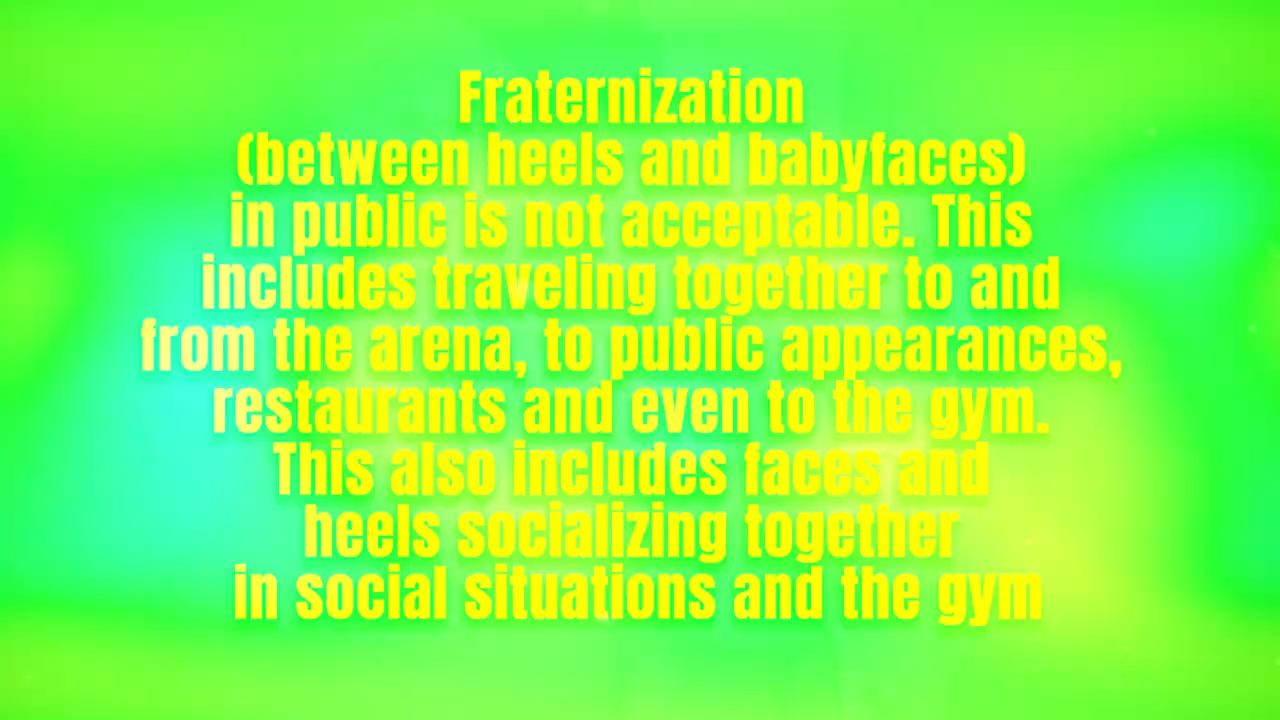 Fraternization
(between heels and babyfaces)
in public is not acceptable. This
includes traveling together to and
from the arena, to public appearances,
restaurants and even to the gym.
This also includes faces and
heels socializing together
in social situations and the gym